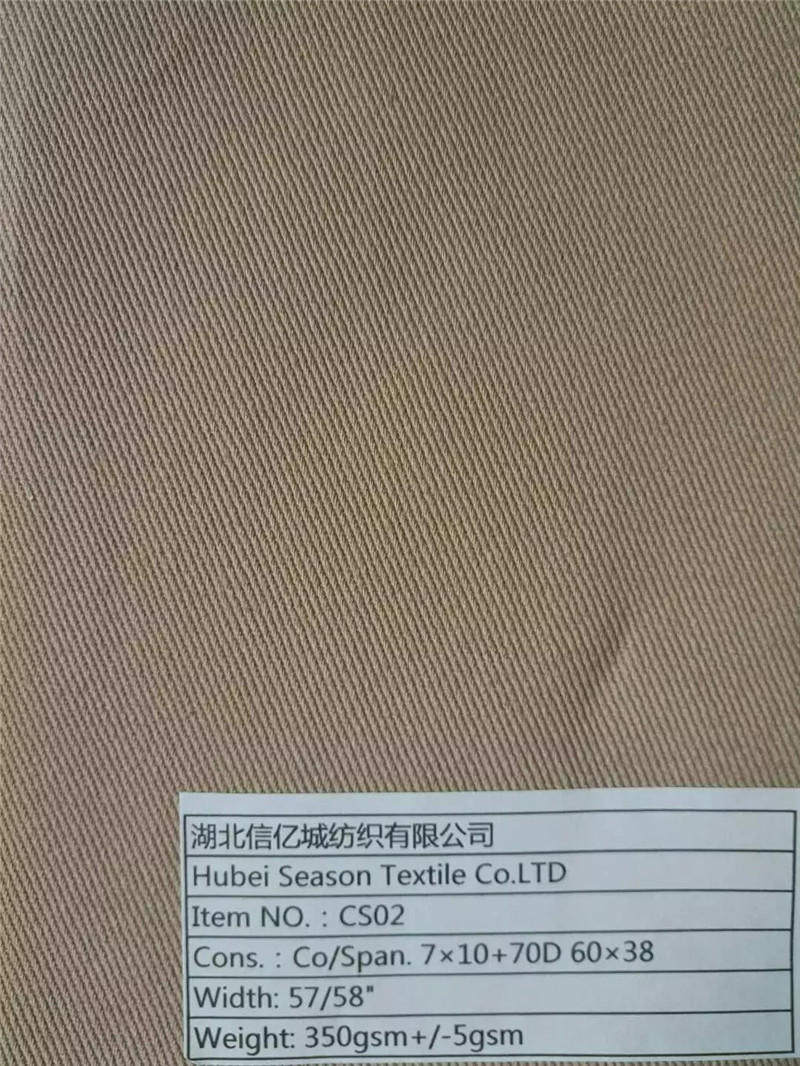 湖北信亿城纺织有限公司
Hubei Season Textile Co.LTD
Item NO. : CS02
Cons. : Co/Span. 7×10+70D 60×38
Width: 57/58"
Weight: 350gsm+/-5gsm